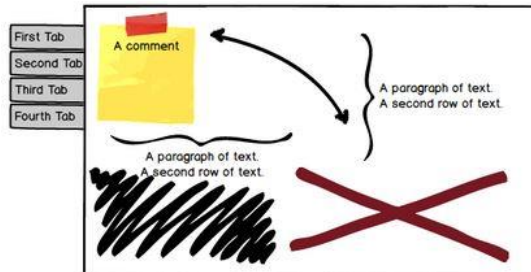 First Tab
Second Tab
Third Tab
Fourth Tab
A comment
A paragraph of text.
A second row of text.
A paragraph of text.
A second row of text.